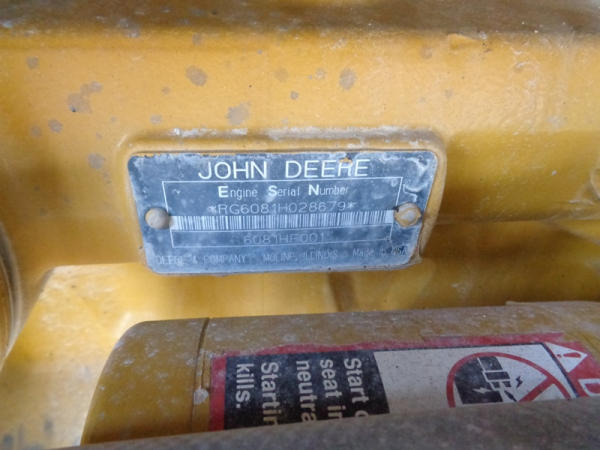 JOHN DEERE
Engine Serial Number
*RG6081H028679*
6081HF001
DEERE & COMPANY MOLINE, ILLINOIS Made in
Start o
seat in
neutra
Startin
kills.